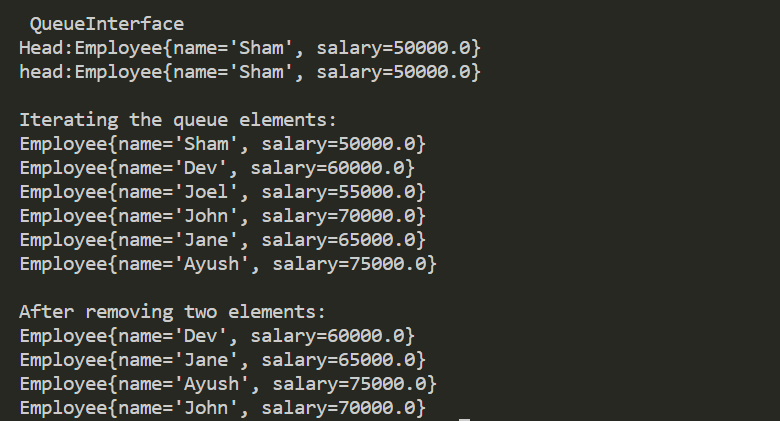 QueueInterface
Head:Employee{name='Sham', salary=50000.0}
head:Employee{name='Sham', salary=50000.0}

Iterating the queue elements:
Employee{name='Sham', salary=50000.0}
Employee{name='Dev', salary=60000.0}
Employee{name='Joel', salary=55000.0}
Employee{name='John', salary=70000.0}
Employee{name='Jane', salary=65000.0}
Employee{name='Ayush', salary=75000.0}

After removing two elements:
Employee{name='Dev', salary=60000.0}
Employee{name='Jane', salary=65000.0}
Employee{name='Ayush', salary=75000.0}
Employee{name='John', salary=70000.0}